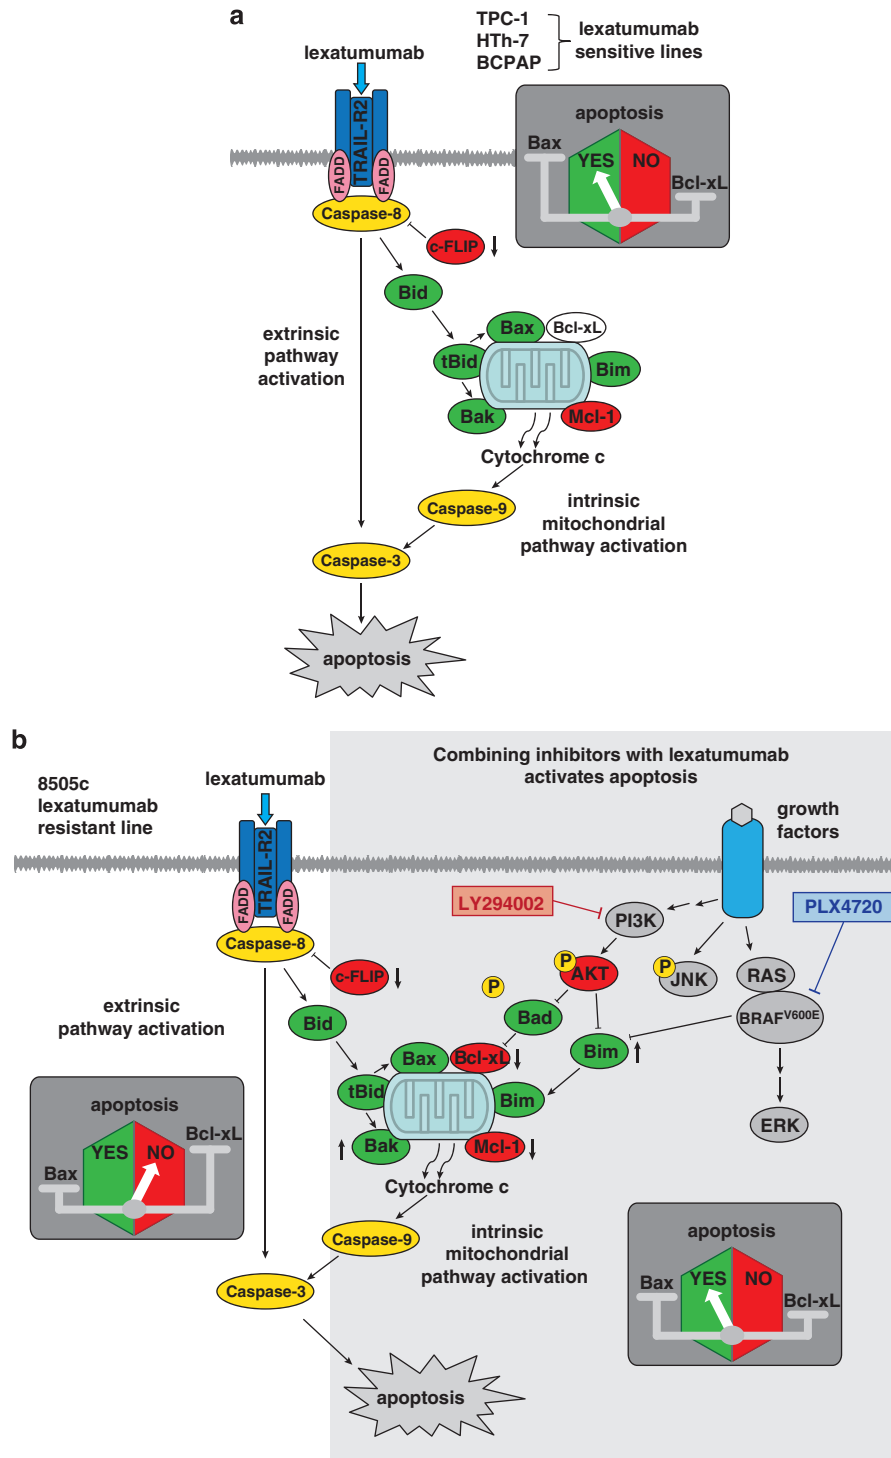 a
TPC-1
HTh-7
BCPAP
lexatumumab
sensitive lines
lexatumumab
TRAIL-R2
FADD
FADD
Caspase-8
c-FLIP
apoptosis
Bax
YES
NO
Bcl-xL
Bid
extrinsic
pathway
activation
tBid
Bax
Bcl-xL
Bim
Bak
Mcl-1
Cytochrome c
Caspase-9
intrinsic
mitochondrial
pathway activation
Caspase-3
apoptosis
b
8505c
lexatumumab
resistant line
lexatumumab
Combining inhibitors with lexatumumab
activates apoptosis
growth
factors
TRAIL-R2
FADD
FADD
Caspase-8
c-FLIP
LY294002
PLX4720
PI3K
P
AKT
P
JNK
RAS
BRAFV600E
ERK
P
Bad
Bim
extrinsic
pathway activation
Bid
tBid
Bax
Bcl-xL
Bim
Bak
Mcl-1
Cytochrome c
apoptosis
YES
NO
Bax
Bcl-xL
Caspase-9
intrinsic
mitochondrial
pathway activation
Caspase-3
apoptosis
apoptosis
Bax
YES
NO
Bcl-xL